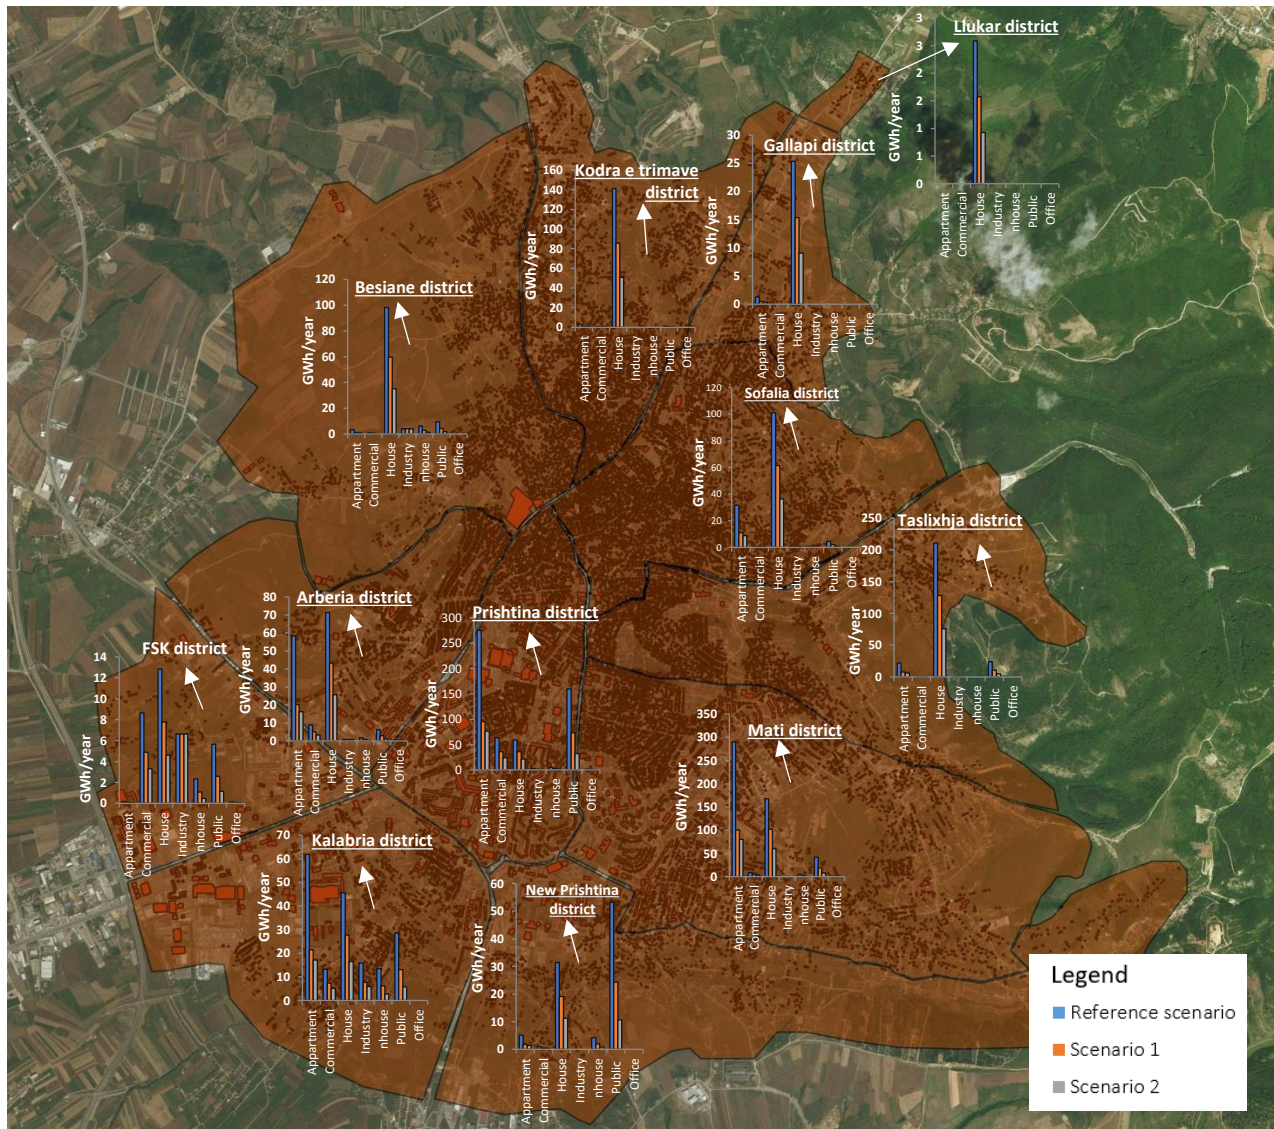 Llukar district
GWh/year
3
3
2
2
1
1
0
Appartment
Commercial
House
Industry
nhouse
Public
Office
Gallapi district
GWh/year
30
25
20
15
10
5
0
Appartment
Commercial
House
Industry
nhouse
Public
Office
Kodra e trimave
district
GWh/year
160
140
120
100
80
60
40
20
0
Appartment
Commercial
House
Industry
nhouse
Public
Office
Besiane district
GWh/year
120
100
80
60
40
20
0
Appartment
Commercial
House
Industry
nhouse
Public
Office
Sofalia district
GWh/year
120
100
80
60
40
20
0
Appartment
Commercial
House
Industry
nhouse
Public
Office
Taslixhja district
GWh/year
250
200
150
100
50
0
Appartment
Commercial
House
Industry
nhouse
Public
Office
Arberia district
GWh/year
80
70
60
50
40
30
20
10
0
Appartment
Commercial
House
Industry
nhouse
Public
Office
Prishtina district
GWh/year
300
250
200
150
100
50
0
Appartment
Commercial
House
Industry
nhouse
Public
Office
FSK district
GWh/year
14
12
10
8
6
4
2
0
Appartment
Commercial
House
Industry
nhouse
Public
Office
Mati district
GWh/year
350
300
250
200
150
100
50
0
Appartment
Commercial
House
Industry
nhouse
Public
Office
Kalabria district
GWh/year
70
60
50
40
30
20
10
0
Appartment
Commercial
House
Industry
nhouse
Public
Office
New Prishtina
district
GWh/year
60
50
40
30
20
10
0
Appartment
Commercial
House
Industry
nhouse
Public
Office
Legend
Reference scenario
Scenario 1
Scenario 2